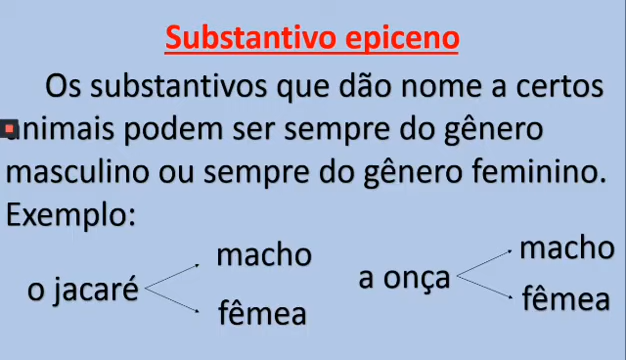 Substantivo epiceno
Os substantivos que dão nome a certos
animais podem ser sempre do gênero
masculino ou sempre do gênero feminino.
Exemplo:
o jacaré
macho
fêmea
a onça
macho
fêmea